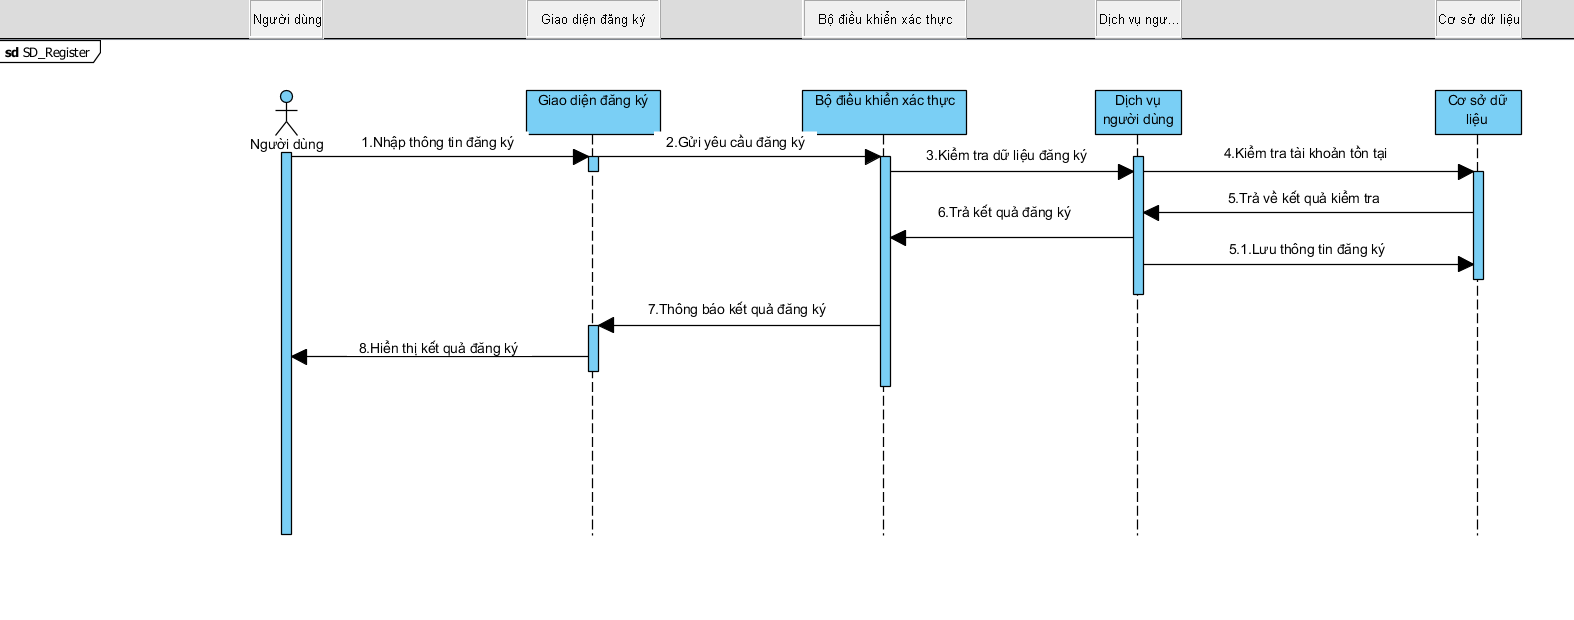 Người dùng
Giao diện đăng ký
Bộ điều khiển xác thực
Dịch vụ ngư...
Cơ sở dữ liệu
sd SD_Register
Giao diện đăng ký
Bộ điều khiển xác thực
Dịch vụ
người dùng
Cơ sở dữ
liệu
Người dùng
1.Nhập thông tin đăng ký
2.Gửi yêu cầu đăng ký
3.Kiểm tra dữ liệu đăng ký
4.Kiểm tra tài khoản tồn tại
5.Trả về kết quả kiểm tra
6.Trả kết quả đăng ký
5.1.Lưu thông tin đăng ký
7.Thông báo kết quả đăng ký
8.Hiển thị kết quả đăng ký